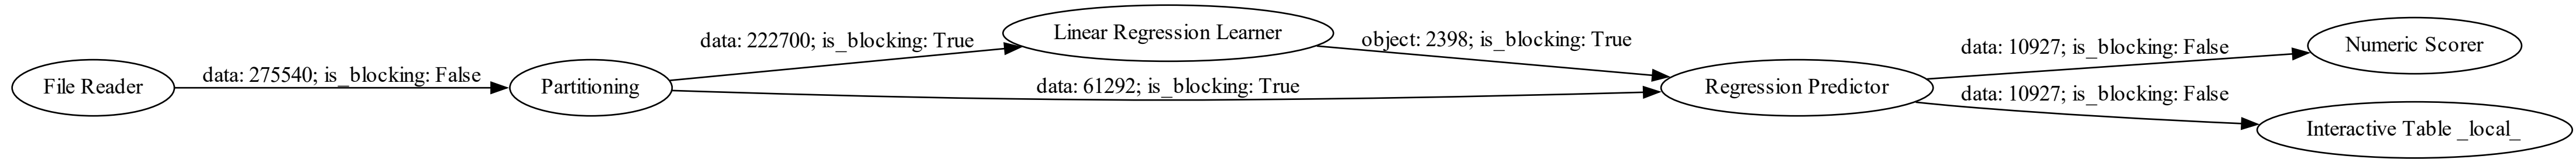 File Reader
data: 275540; is_blocking: False
Partitioning
data: 222700; is_blocking: True
data: 61292; is_blocking: True
Linear Regression Learner
object: 2398; is_blocking: True
Regression Predictor
data: 10927; is_blocking: False
data: 10927; is_blocking: False
Numeric Scorer
Interactive Table _local_